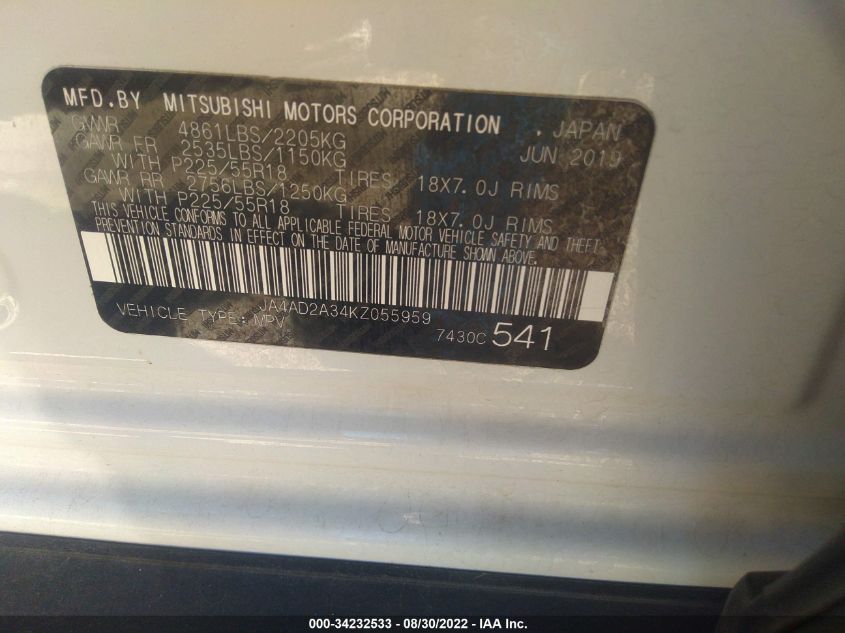 MFD.BY MITSUBISHI MOTORS CORPORATION . JAPAN
GVWR 4861LBS/2205KG JUN 2019
GAWR FR 2535LBS/1150KG
WITH P225/55R18 TIRES 18X7.0J RIMS
GAWR RR 2756LBS/1250KG
WITH P225/55R18 TIRES 18X7.0J RIMS
THIS VEHICLE CONFORMS TO ALL APPLICABLE FEDERAL MOTOR VEHICLE SAFETY AND THEFT
PREVENTION STANDARDS IN EFFECT ON THE DATE OF MANUFACTURE SHOWN ABOVE.
JA4AD2A34KZ055959
VEHICLE TYPE: MPV 7430C 541
000-34232533 - 08/30/2022 - IAA Inc.